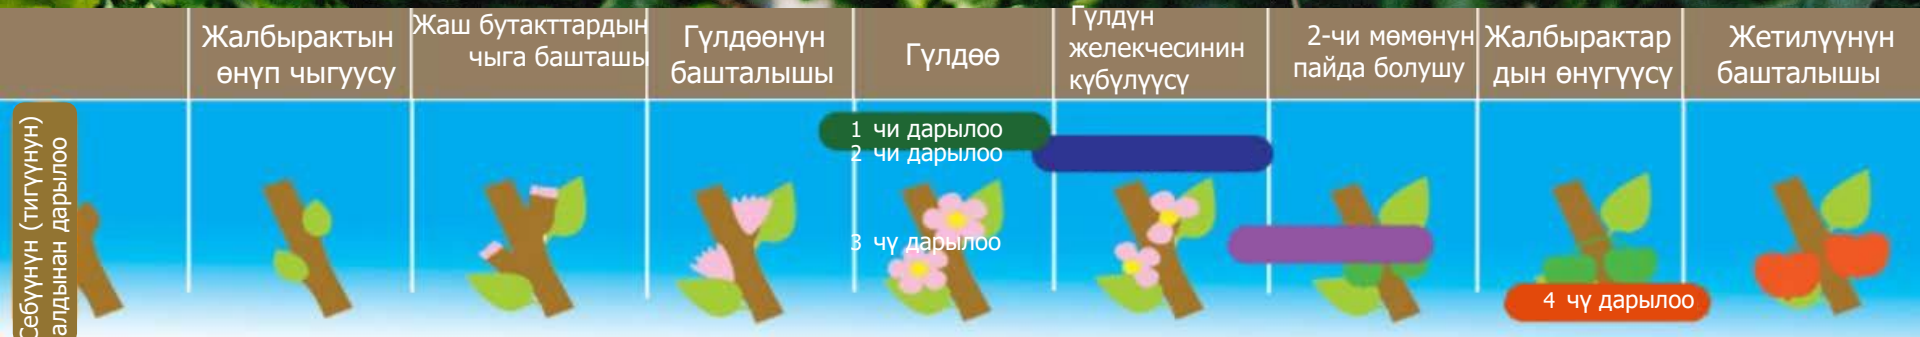 Жалбырактын
өнүп чыгуусу
Жаш бутакттардын
чыга башташы
Гүлдөөнүн
башталышы
Гүлдөө
Гүлдүн
желекчесинин
күбүлүүсү
2-чи мөмөнүн
пайда болушу
Жалбырактар
дын өнүгүүсү
Жетилүүнүн
башталышы
Себүүнүн (тигүүнүн)
алдынан дарылоо
1 чи дарылоо
2 чи дарылоо
3 чү дарылоо
4 чү дарылоо